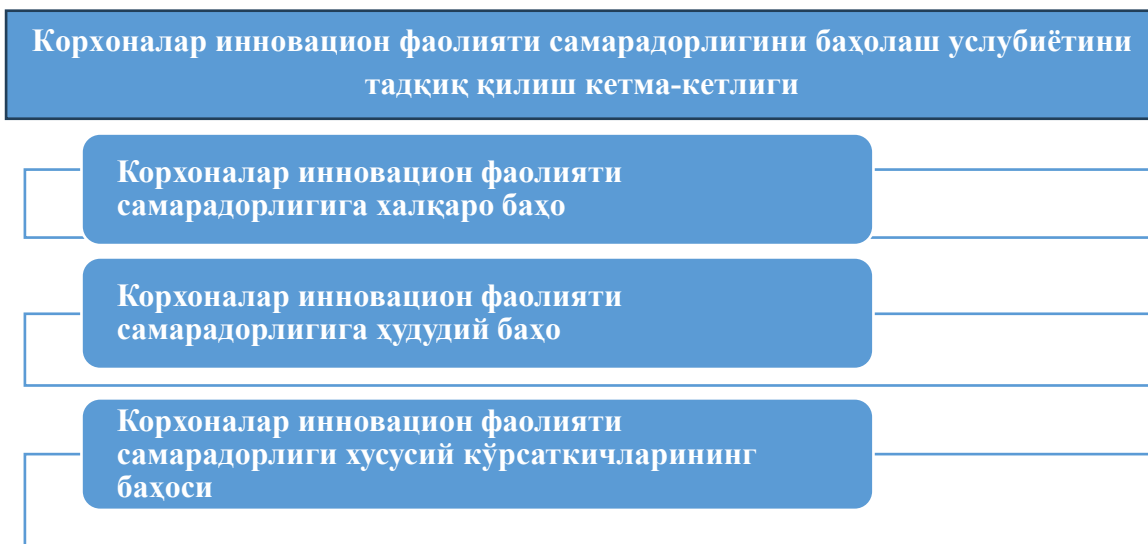 Корхоналар инновацион фаолияти самарадорлигини баҳолаш услубиётини
тадқиқ қилиш кетма-кетлиги
Корхоналар инновацион фаолияти
самарадорлигига халқаро баҳо
Корхоналар инновацион фаолияти
самарадорлигига ҳудудий баҳо
Корхоналар инновацион фаолияти
самарадорлиги хусусий кўрсаткичларининг
баҳоси